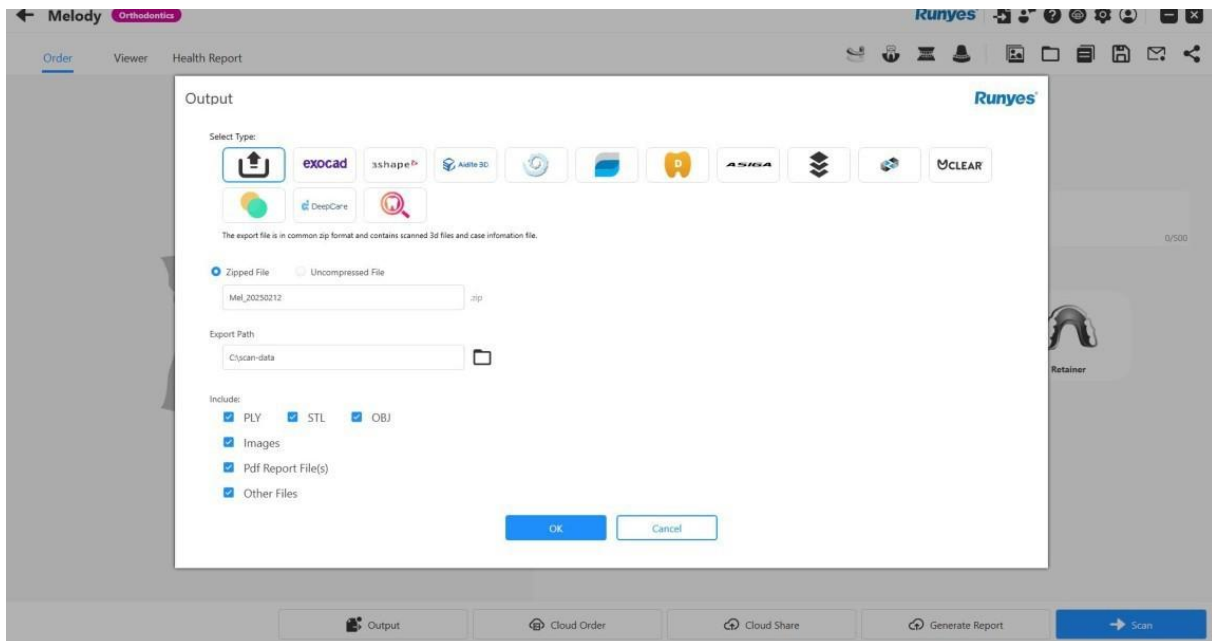 Melody Orthodontics Runyes
Order Viewer Health Report
Output Runyes
Select Type:
exocad 3shape Aidite 3D D ASIGA UCLEAR
DeepCare
The export file is in common zip format and contains scanned 3d files and case infomation file.
0/500
Zipped File Uncompressed File
Mel_20250212 .zip
Export Path
C:\scan-data
Retainer
Include:
PLY STL OBJ
Images
Pdf Report File(s)
Other Files
OK Cancel
Output Cloud Order Cloud Share Generate Report Scan